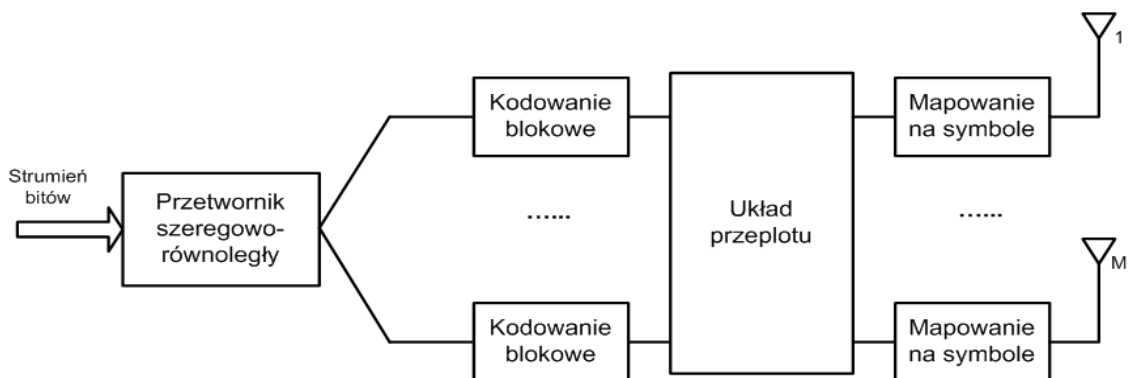 Strumień
bitów
Przetwornik
szeregowo-
równoległy
Kodowanie
blokowe
......
Kodowanie
blokowe
Układ
przeplotu
Mapowanie
na symbole
......
Mapowanie
na symbole
1
M